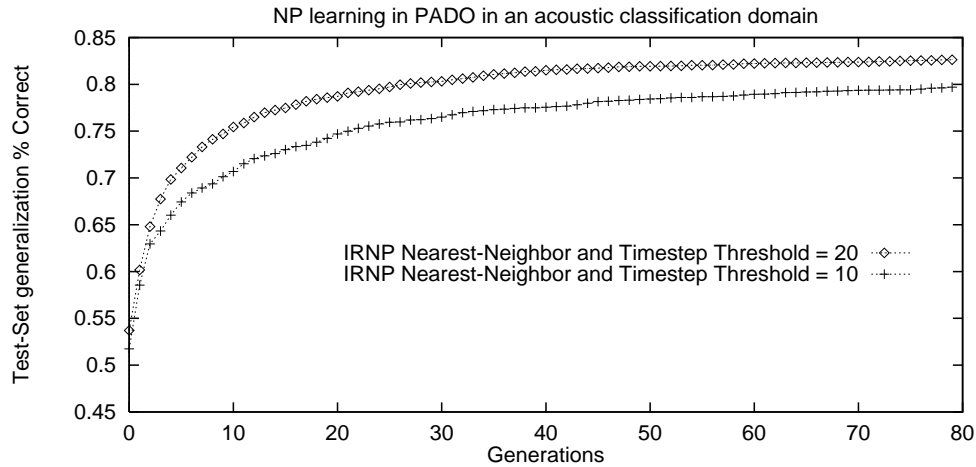 NP learning in PADO in an acoustic classification domain
Test-Set generalization % Correct
0.85
0.8
0.75
0.7
0.65
0.6
0.55
0.5
0.45
IRNP Nearest-Neighbor and Timestep Threshold = 20
IRNP Nearest-Neighbor and Timestep Threshold = 10
0 10 20 30 40 50 60 70 80
Generations